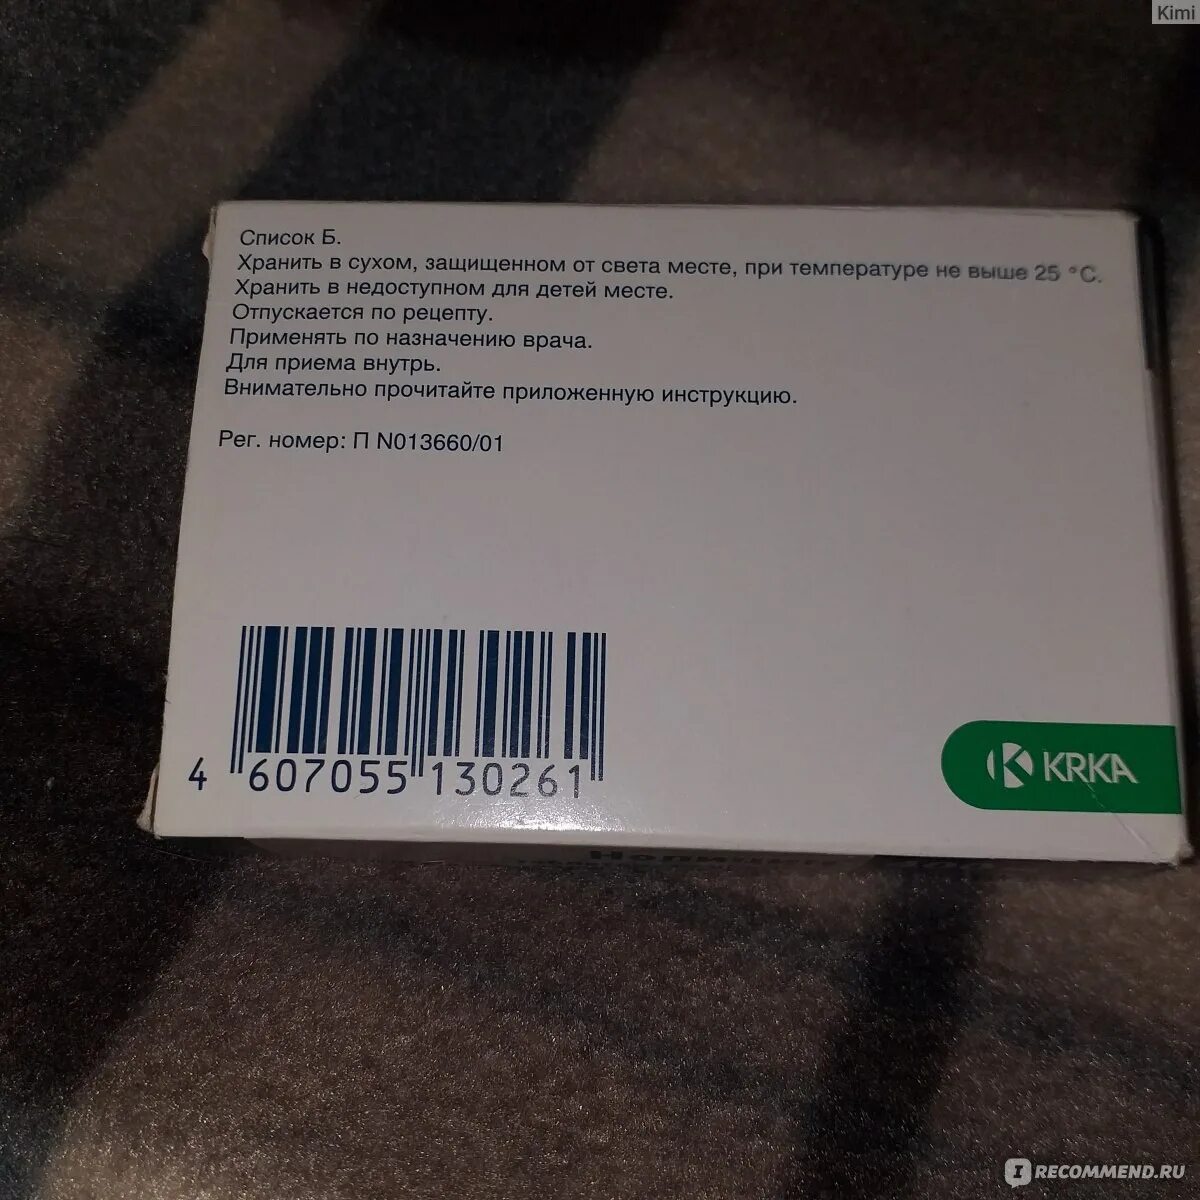 Kimi
Список Б.
Хранить в сухом, защищенном от света месте, при температуре не выше 25 °С.
Хранить в недоступном для детей месте.
Отпускается по рецепту.
Применять по назначению врача.
Для приема внутрь.
Внимательно прочитайте приложенную инструкцию.
Рег. номер: П N013660/01
4 607055 130261
KRKA
IRECOMMEND.RU